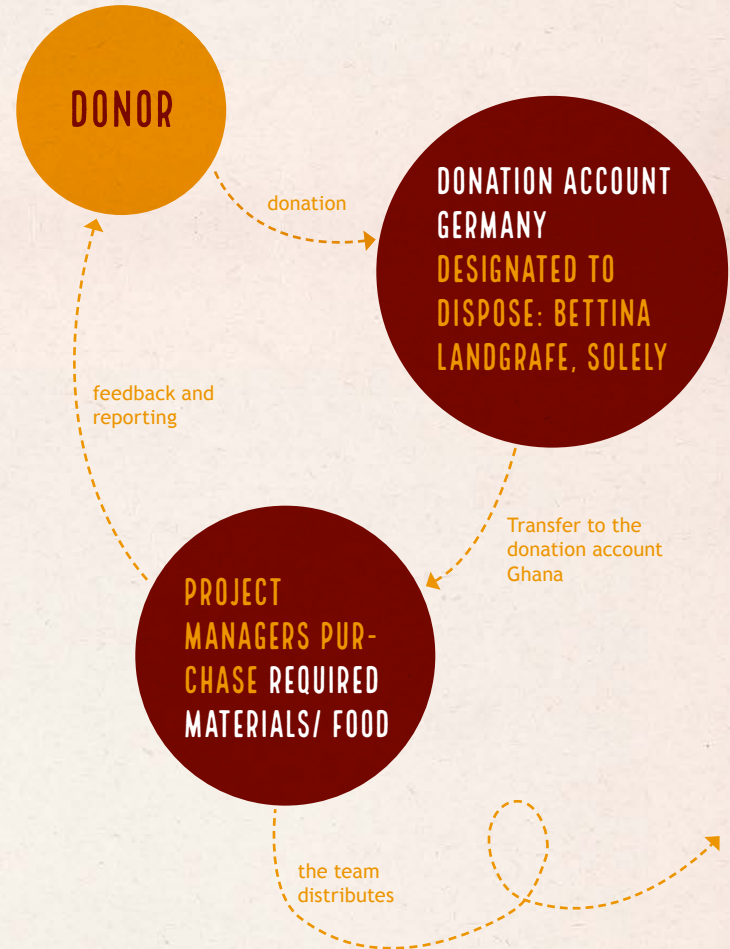 DONOR
donation
DONATION ACCOUNT
GERMANY
DESIGNATED TO
DISPOSE: BETTINA
LANDGRAFE, SOLELY
feedback and
reporting
Transfer to the
donation account
Ghana
PROJECT
MANAGERS PUR-
CHASE REQUIRED
MATERIALS/ FOOD
the team
distributes